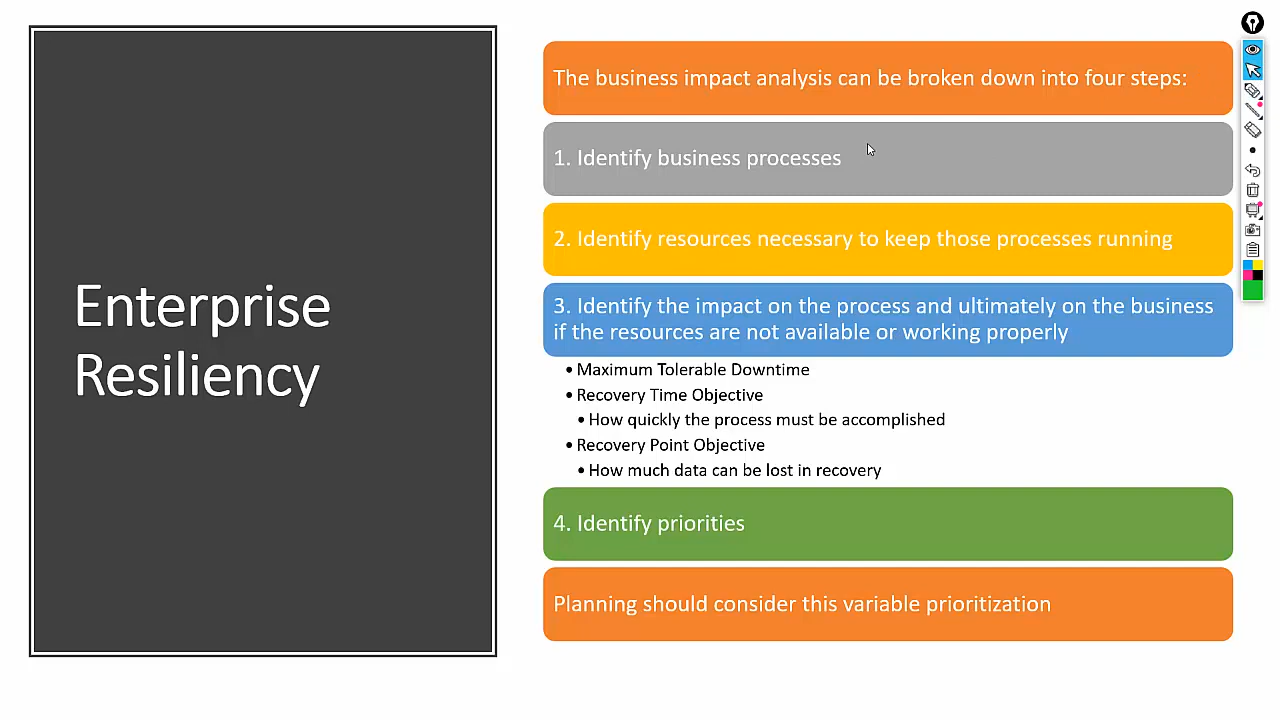 Enterprise
Resiliency
The business impact analysis can be broken down into four steps:
1. Identify business processes
2. Identify resources necessary to keep those processes running
3. Identify the impact on the process and ultimately on the business
if the resources are not available or working properly
• Maximum Tolerable Downtime
• Recovery Time Objective
• How quickly the process must be accomplished
• Recovery Point Objective
• How much data can be lost in recovery
4. Identify priorities
Planning should consider this variable prioritization